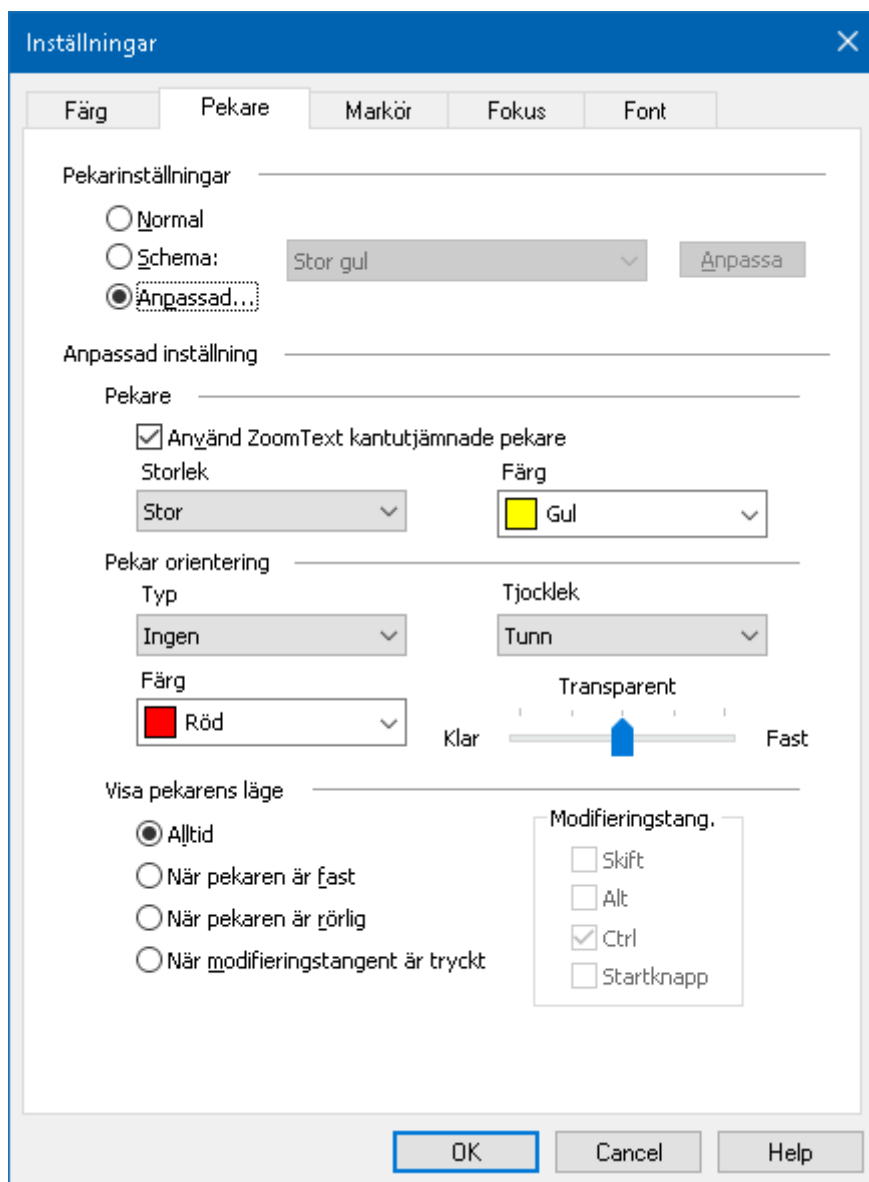 Inställningar
Färg Pekare Markör Fokus Font
Pekarinställningar
Normal
Schema: Stor gul Anpassa
Anpassad...
Anpassad inställning
Pekare
Använd ZoomText kantutjämnade pekare
Storlek Färg
Stor Gul
Pekar orientering
Typ Tjocklek
Ingen Tunn
Färg Transparent
Röd Klar Fast
Visa pekarens läge
Alltid
När pekaren är fast
När pekaren är rörlig
När modifieringstangent är tryckt
Modifieringstang.
Skift
Alt
Ctrl
Startknapp
OK Cancel Help